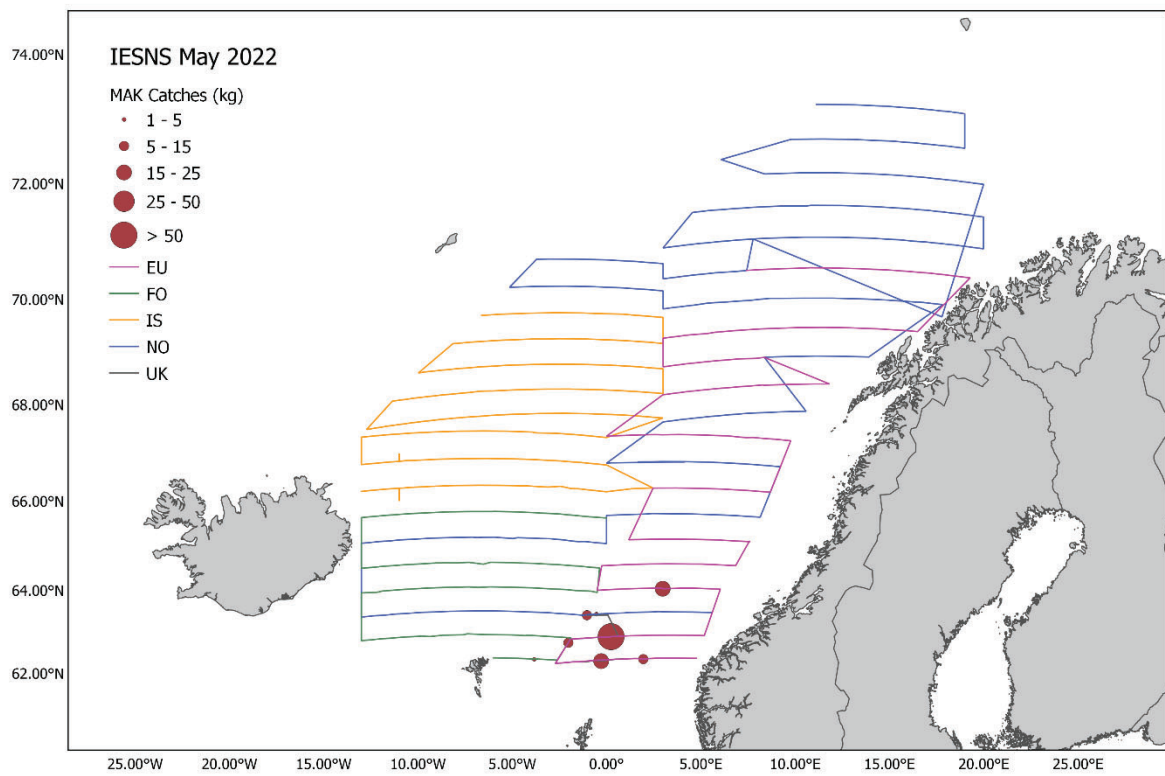 IESNS May 2022
MAK Catches (kg)
1 - 5
5 - 15
15 - 25
25 - 50
> 50
EU
FO
IS
NO
UK
74.00°N
72.00°N
70.00°N
68.00°N
66.00°N
64.00°N
62.00°N
25.00°W 20.00°W 15.00°W 10.00°W 5.00°W 0.00° 5.00°E 10.00°E 15.00°E 20.00°E 25.00°E